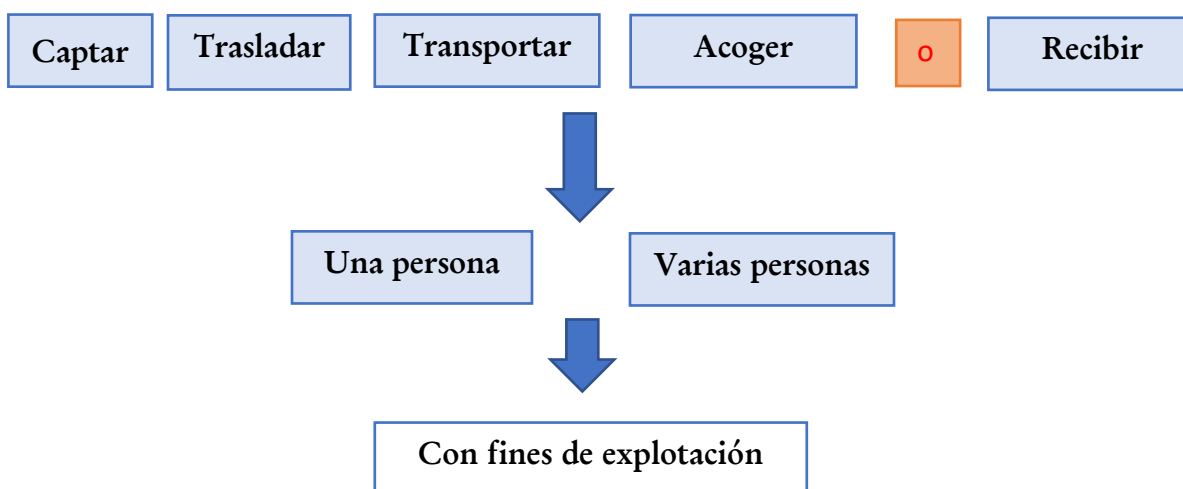 Captar Trasladar Transportar Acoger o Recibir
Una persona Varias personas
Con fines de explotación